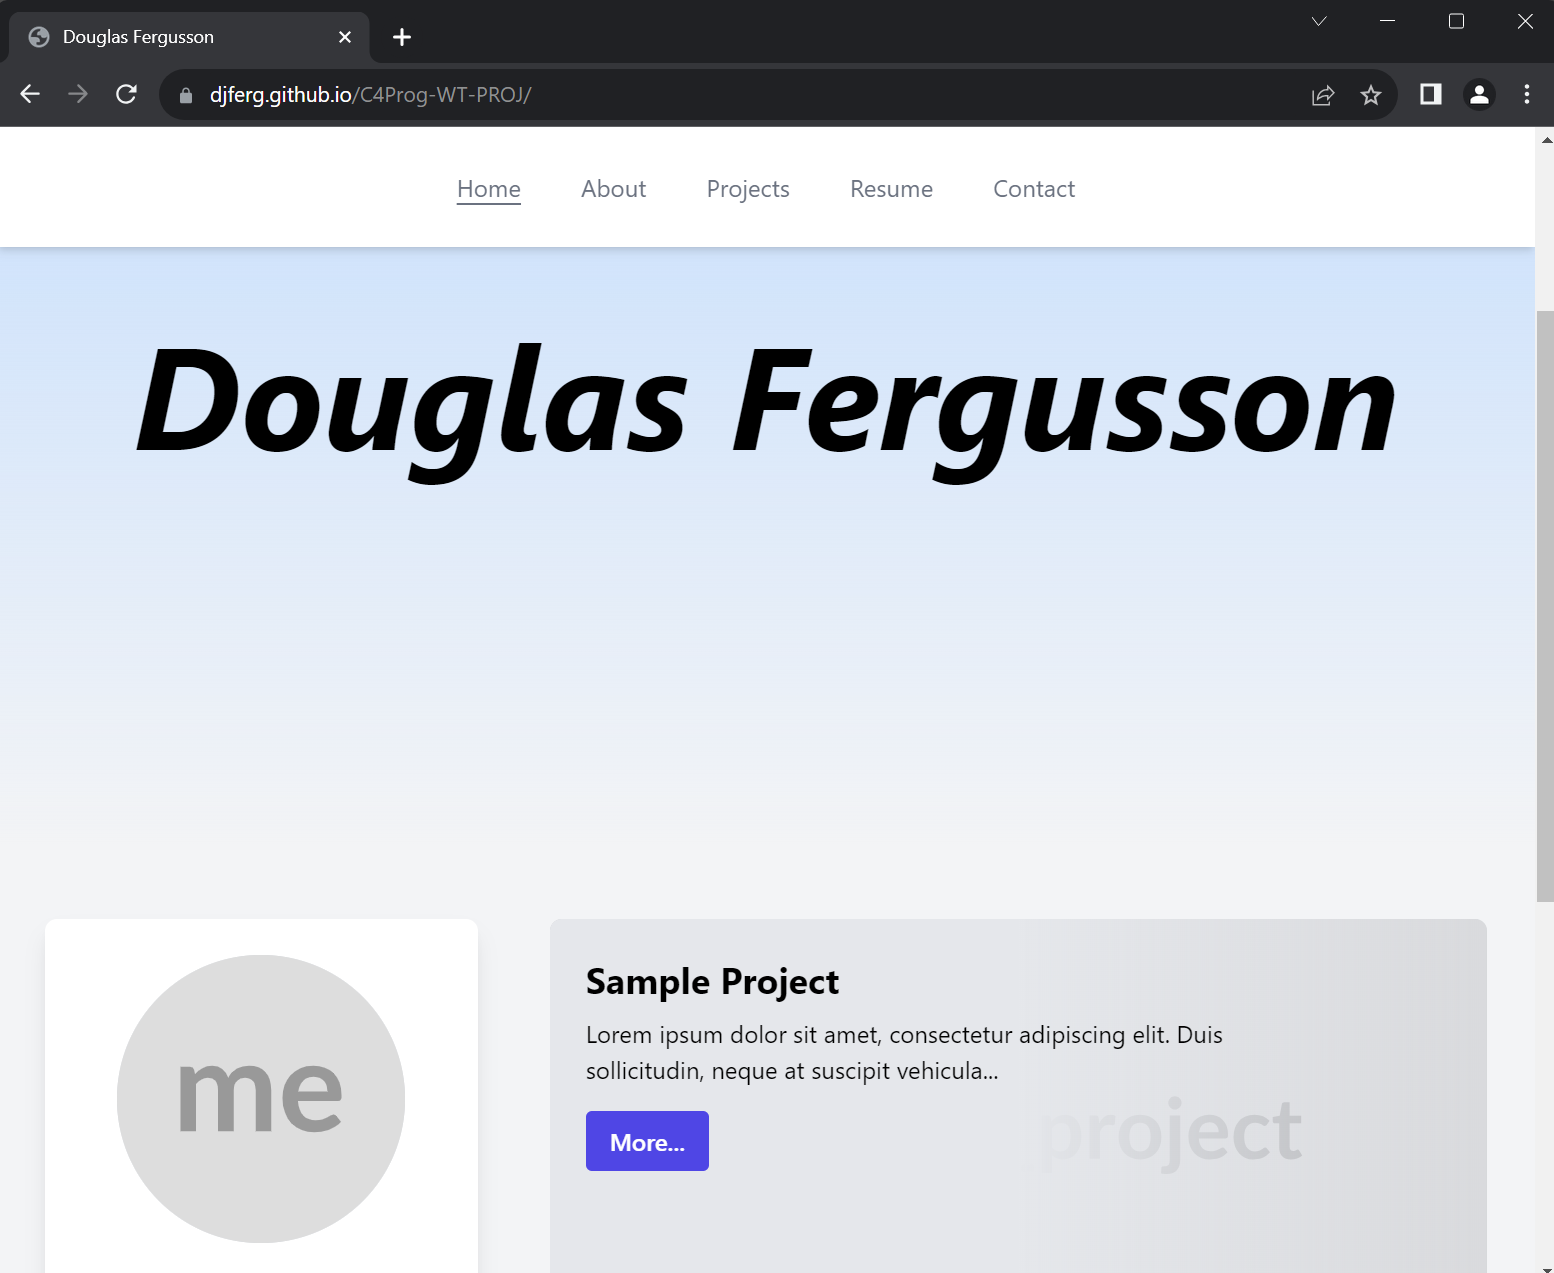 Douglas Fergusson
djferg.github.io/C4Prog-WT-PROJ/
Home About Projects Resume Contact
Douglas Fergusson
me
Sample Project
Lorem ipsum dolor sit amet, consectetur adipiscing elit. Duis
sollicitudin, neque at suscipit vehicula...
More...
project